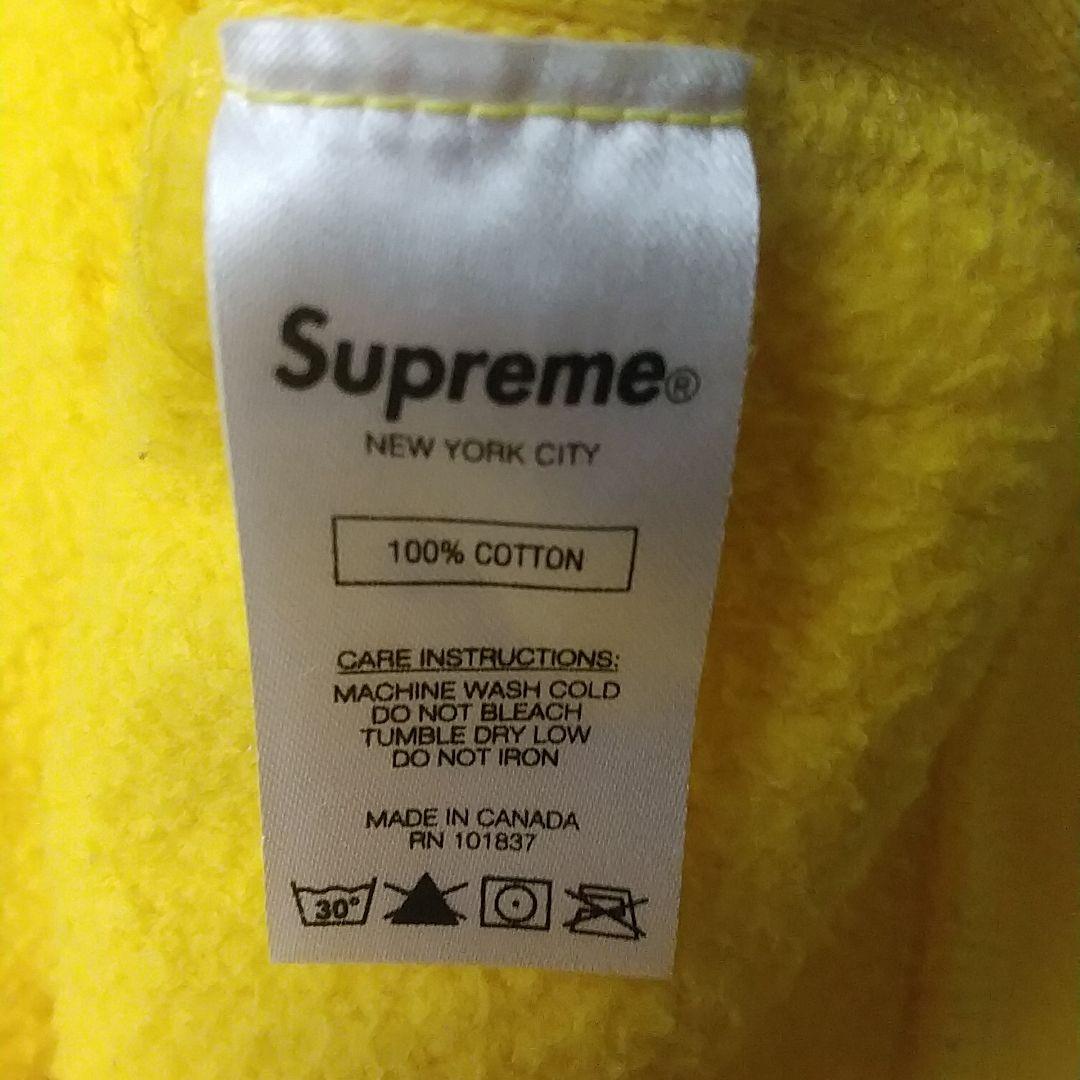 Supreme®
NEW YORK CITY
100% COTTON
CARE INSTRUCTIONS:
MACHINE WASH COLD
DO NOT BLEACH
TUMBLE DRY LOW
DO NOT IRON
MADE IN CANADA
RN 101837
30°